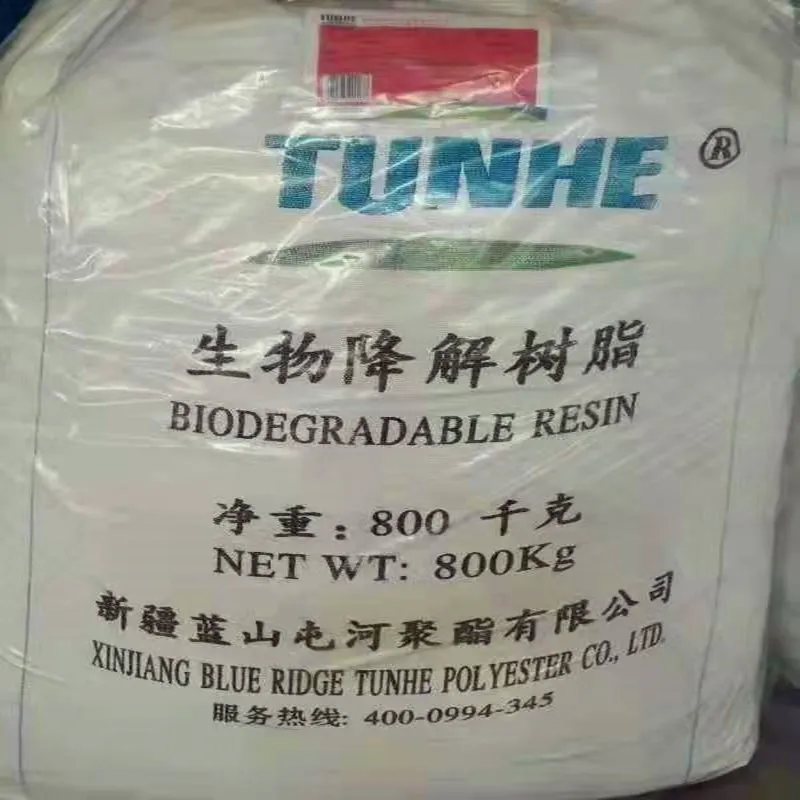 TUNHE
TUNHE ®
生物降解树脂
BIODEGRADABLE RESIN
净重: 800 千克
NET WT: 800Kg
新疆蓝山屯河聚酯有限公司
XINJIANG BLUE RIDGE TUNHE POLYESTER CO., LTD.
服务热线: 400-0994-345